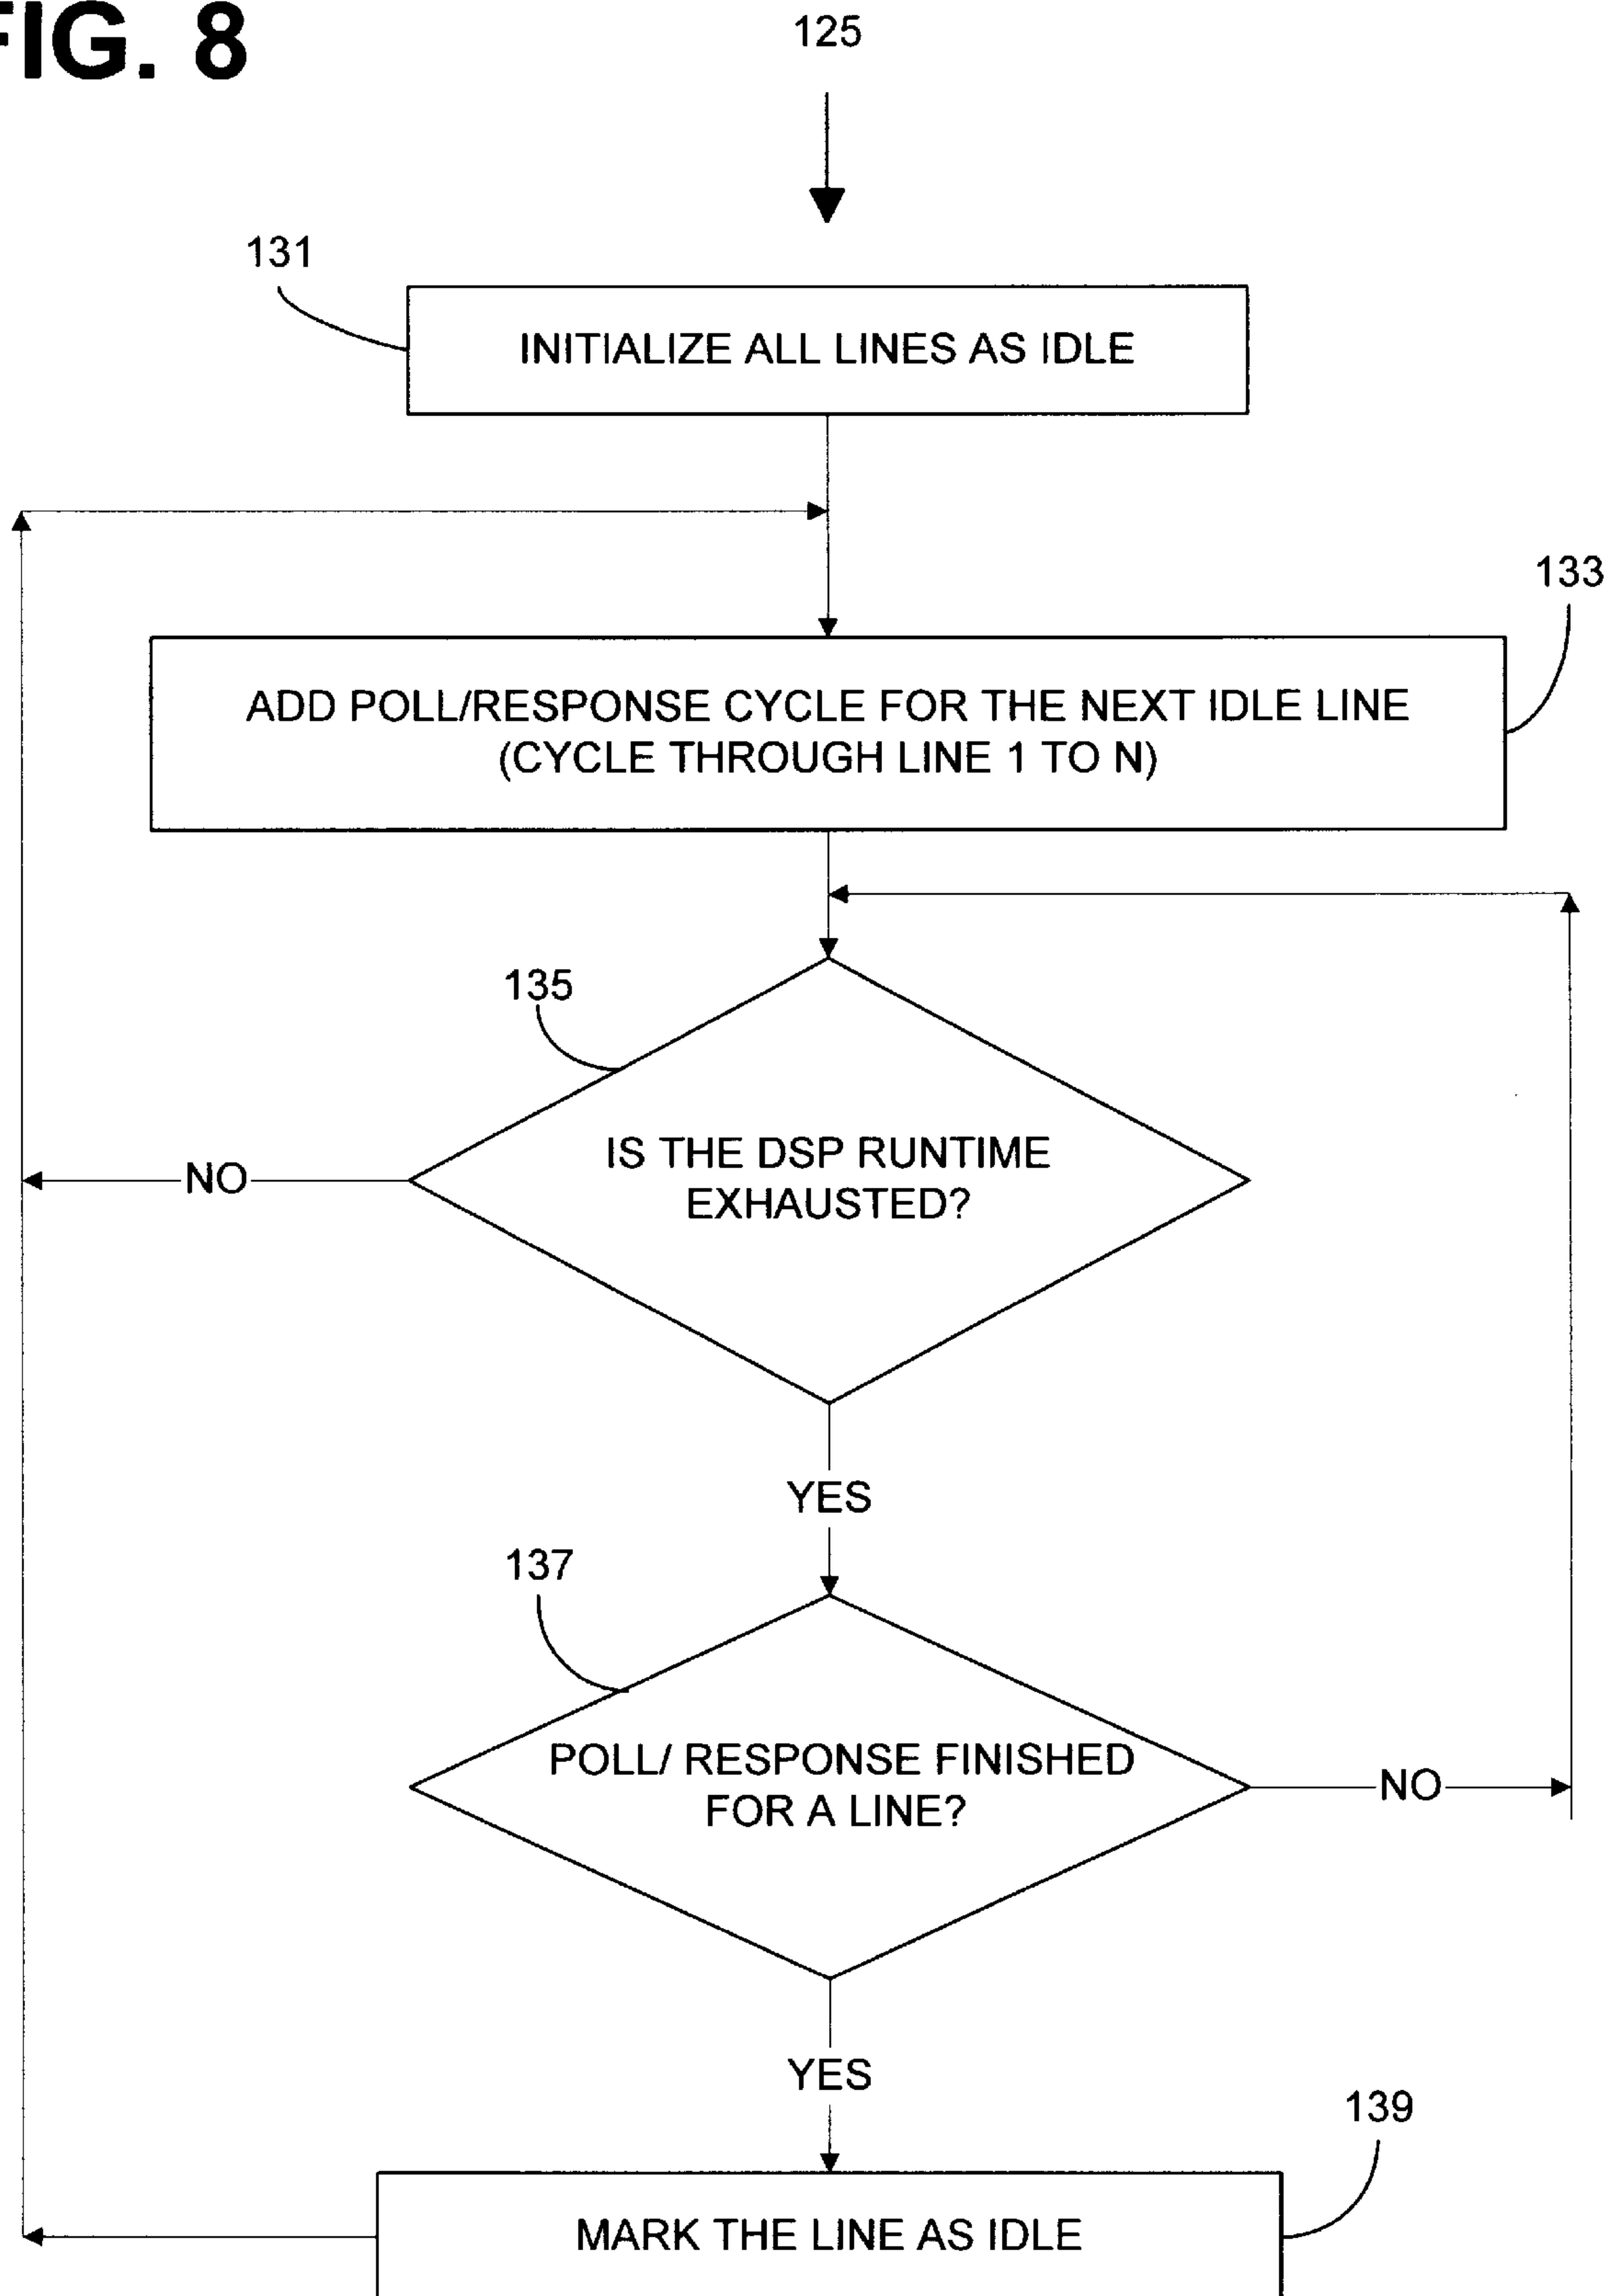 FIG. 8
125
131
INITIALIZE ALL LINES AS IDLE
133
ADD POLL/RESPONSE CYCLE FOR THE NEXT IDLE LINE
(CYCLE THROUGH LINE 1 TO N)
135
IS THE DSP RUNTIME
EXHAUSTED?
NO
YES
137
POLL/ RESPONSE FINISHED
FOR A LINE?
NO
YES
139
MARK THE LINE AS IDLE